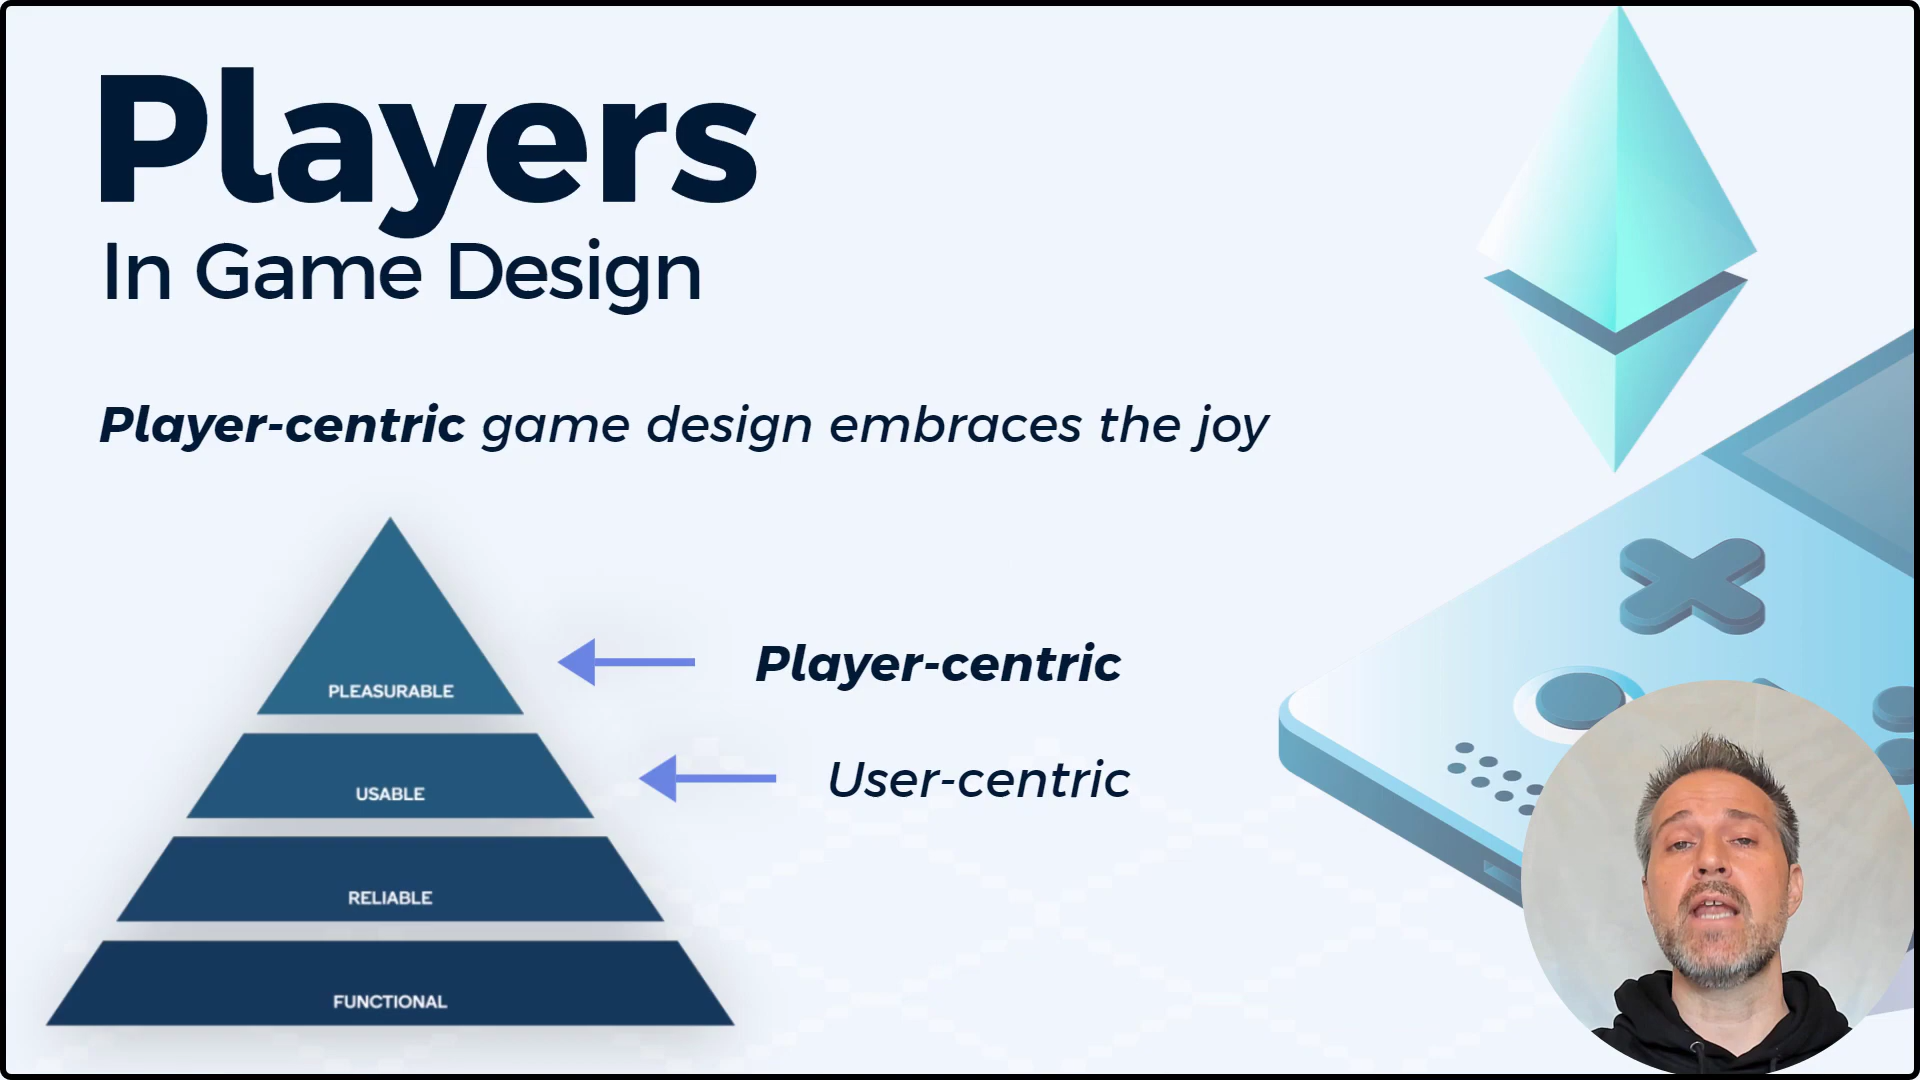 Players
In Game Design
Player-centric game design embraces the joy
PLEASURABLE
Player-centric
USABLE
User-centric
RELIABLE
FUNCTIONAL